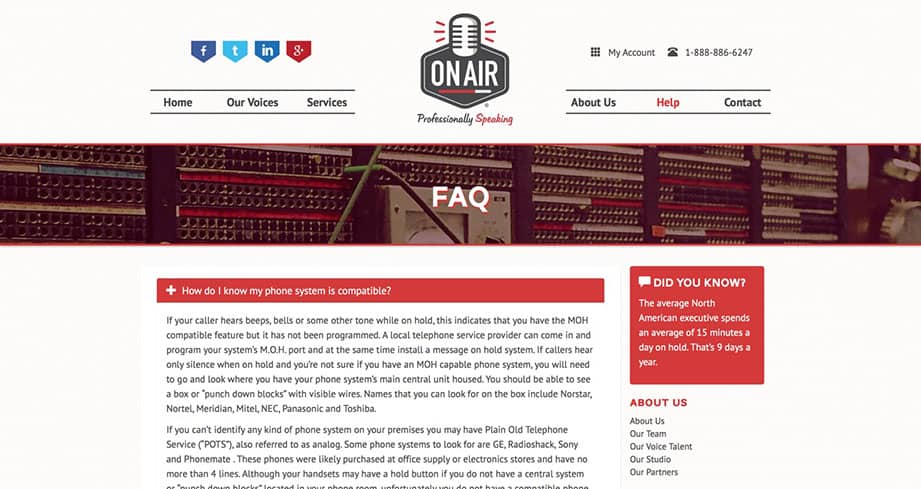 My Account
1-888-886-6247
ON AIR
Professionally Speaking
Home
Our Voices
Services
About Us
Help
Contact
FAQ
How do I know my phone system is compatible?
If your caller hears beeps, bells or some other tone while on hold, this indicates that you have the MOH
compatible feature but it has not been programmed. A local telephone service provider can come in and
program your system's M.O.H. port and at the same time install a message on hold system. If callers hear
only silence when on hold and you're not sure if you have an MOH capable phone system, you will need
to go and look where you have your phone system's main central unit housed. You should be able to see
a box or "punch down blocks" with visible wires. Names that you can look for on the box include Norstar,
Nortel, Meridian, Mitel, NEC, Panasonic and Toshiba.
If you can't identify any kind of phone system on your premises you may have Plain Old Telephone
Service ("POTS"), also referred to as analog. Some phone systems to look for are GE, Radioshack, Sony
and Phonemate . These phones were likely purchased at office supply or electronics stores and have no
more than 4 lines. Although your handsets may have a hold button if you do not have a central system
or "punch down blocks" located in your phone room, unfortunately you do not have a compatible phone
DID YOU KNOW?
The average North
American executive spends
an average of 15 minutes a
day on hold. That's 9 days a
year.
ABOUT US
About Us
Our Team
Our Voice Talent
Our Studio
Our Partners